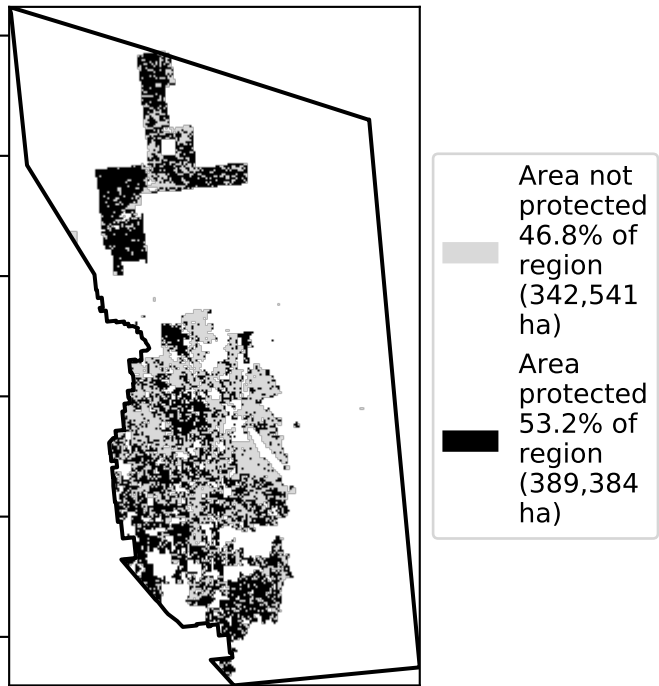 Area not
protected
46.8% of
region
(342,541
ha)
Area
protected
53.2% of
region
(389,384
ha)